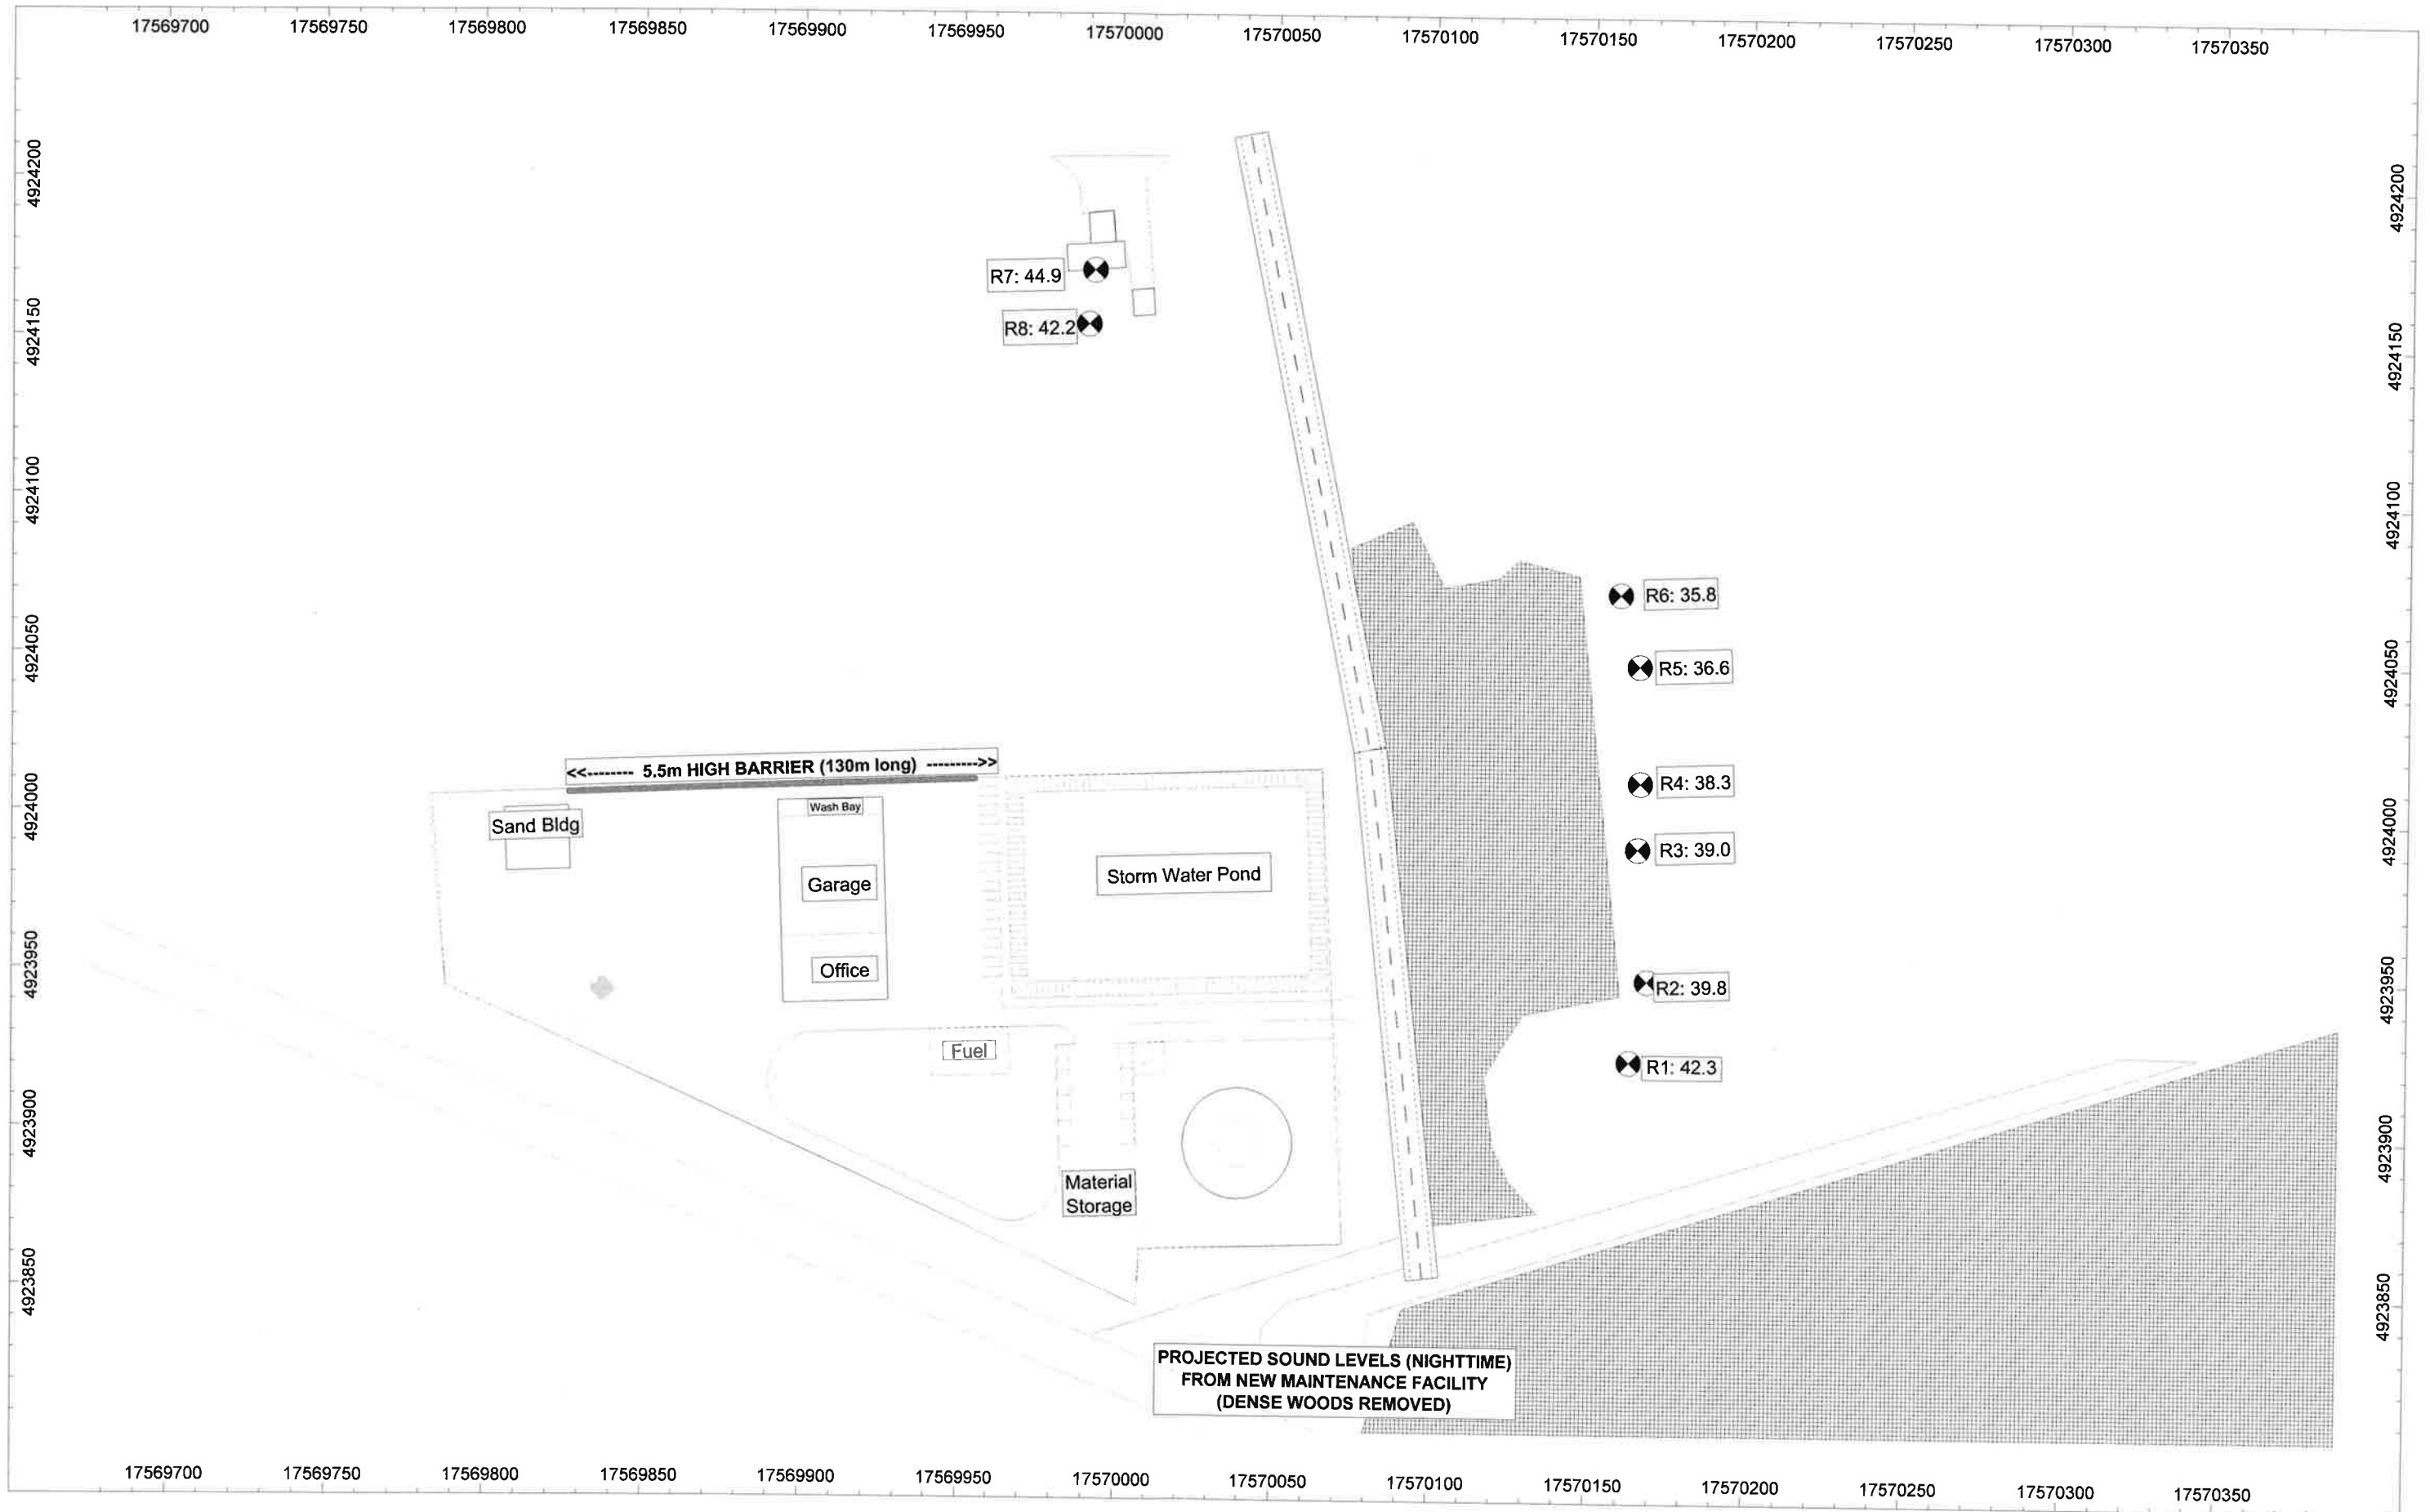 17569700 17569750 17569800 17569850 17569900 17569950 17570000 17570050 17570100 17570150 17570200 17570250 17570300 17570350
4924200
4924200
R7: 44.9
R8: 42.2
4924150
4924150
4924100
4924100
R6: 35.8
4924050
R5: 36.6
4924050
<<-------- 5.5m HIGH BARRIER (130m long) --------->>
R4: 38.3
4924000
Wash Bay
Sand Bldg
4924000
R3: 39.0
Garage
Storm Water Pond
4923950
Office
R2: 39.8
4923950
Fuel
R1: 42.3
4923900
4923900
Material
Storage
4923850
4923850
PROJECTED SOUND LEVELS (NIGHTTIME)
FROM NEW MAINTENANCE FACILITY
(DENSE WOODS REMOVED)
17569700 17569750 17569800 17569850 17569900 17569950 17570000 17570050 17570100 17570150 17570200 17570250 17570300 17570350